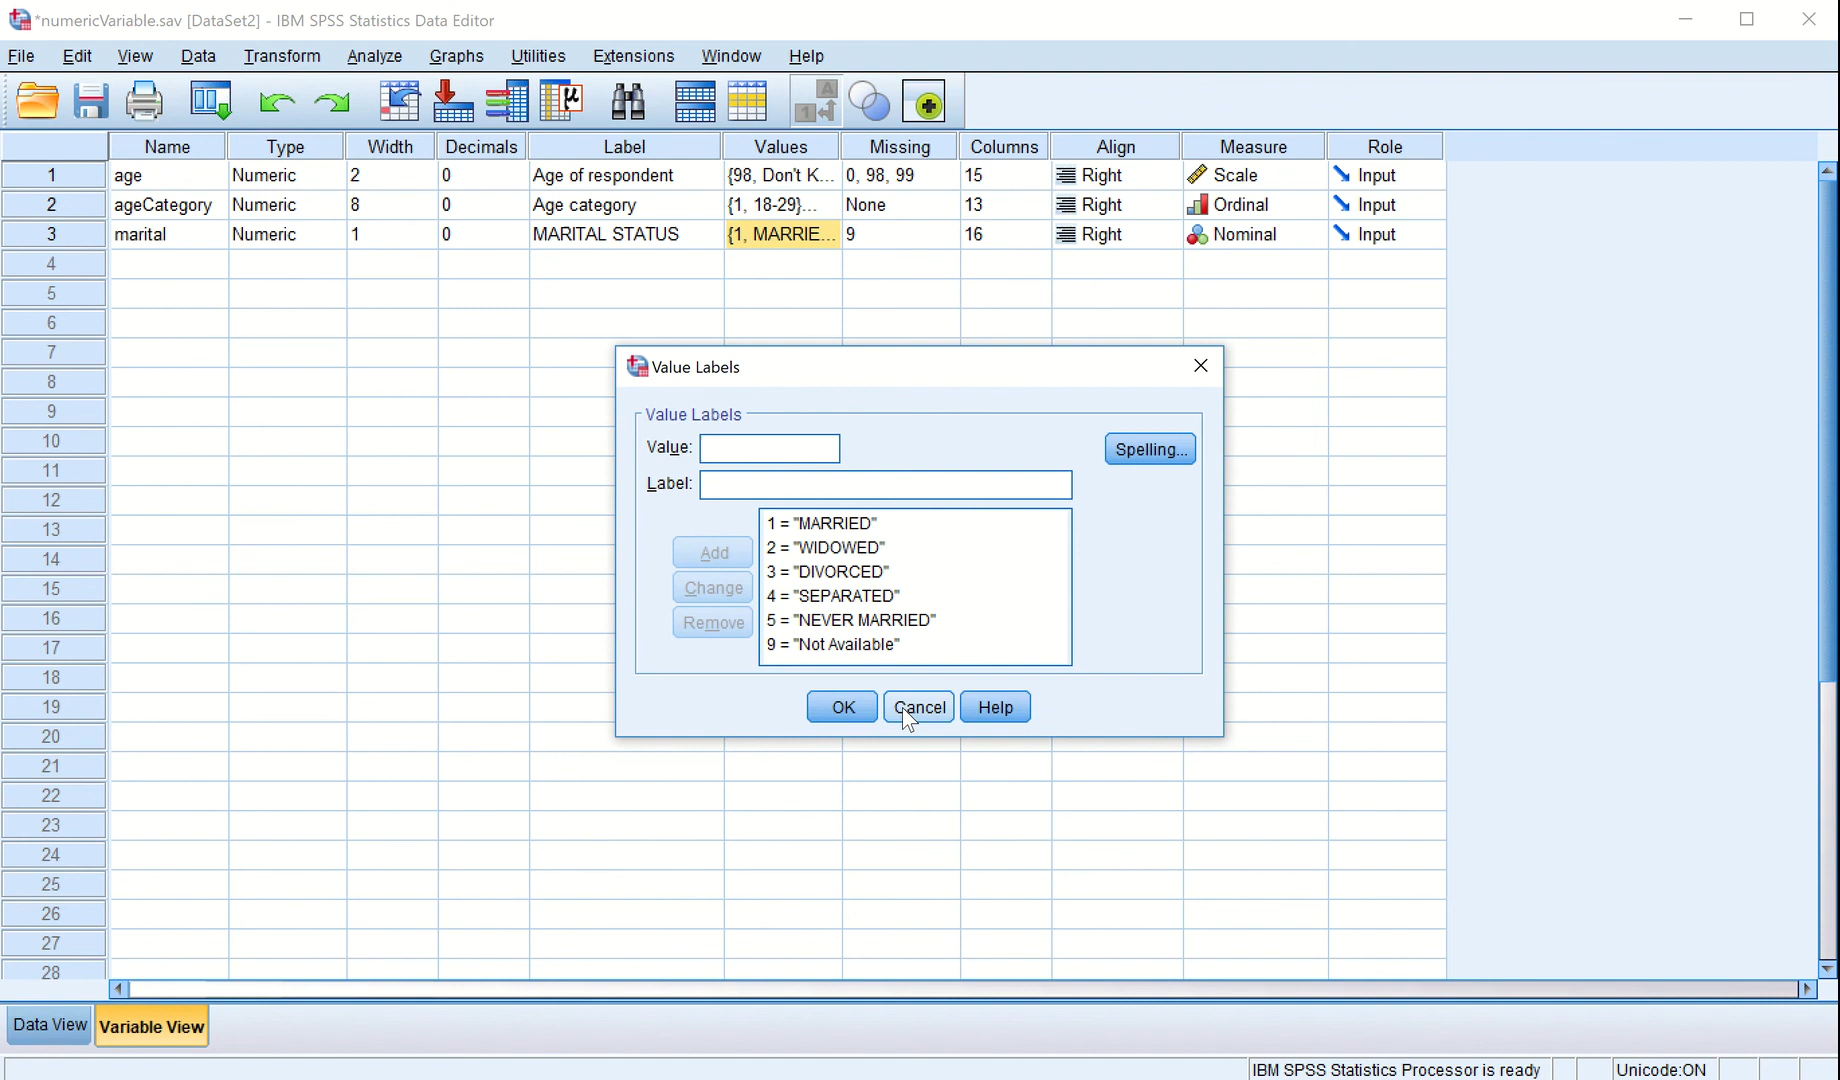 *numericVariable.sav [DataSet2] - IBM SPSS Statistics Data Editor
File Edit View Data Transform Analyze Graphs Utilities Extensions Window Help
Name Type Width Decimals Label Values Missing Columns Align Measure Role
1 age Numeric 2 0 Age of respondent {98, Don't K... 0, 98, 99 15 Right Scale Input
2 ageCategory Numeric 8 0 Age category {1, 18-29}... None 13 Right Ordinal Input
3 marital Numeric 1 0 MARITAL STATUS {1, MARRIE... 9 16 Right Nominal Input
4
5
6
7
8
9
10
11
12
13
14
15
16
17
18
19
20
21
22
23
24
25
26
27
28
Value Labels
Value Labels
Value:
Spelling...
Label:
1 = "MARRIED"
2 = "WIDOWED"
3 = "DIVORCED"
4 = "SEPARATED"
5 = "NEVER MARRIED"
9 = "Not Available"
Add
Change
Remove
OK Cancel Help
Data View Variable View
IBM SPSS Statistics Processor is ready Unicode:ON